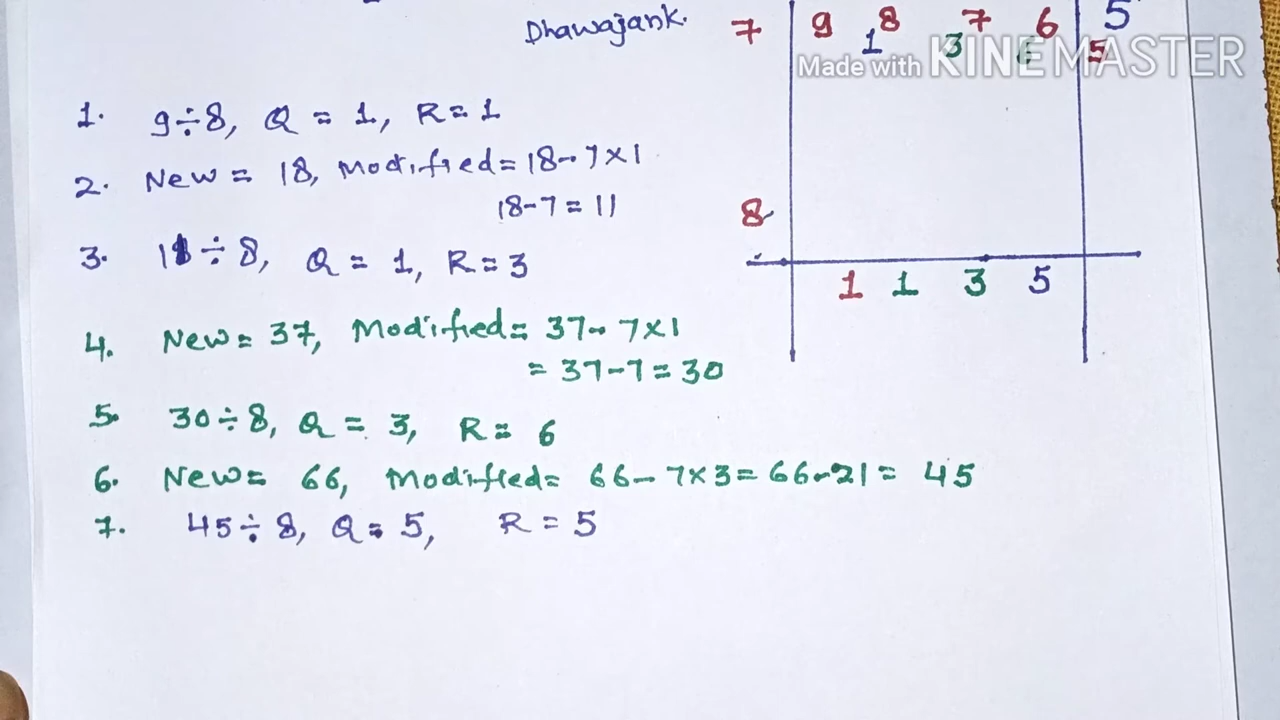 Dhawajank.
7 9 8 7 6 5
1 3 6 5
Made with KINEMASTER
1. 9÷8, Q = 1, R = 1
2. New = 18, Modified = 18-7×1
18-7 = 11
8
3. 11÷8, Q = 1, R = 3
1 1 3 5
4. New = 37, Modified = 37-7×1
= 37-7 = 30
5. 30÷8, Q = 3, R = 6
6. New = 66, Modified = 66-7×3 = 66-21 = 45
7. 45÷8, Q = 5, R = 5